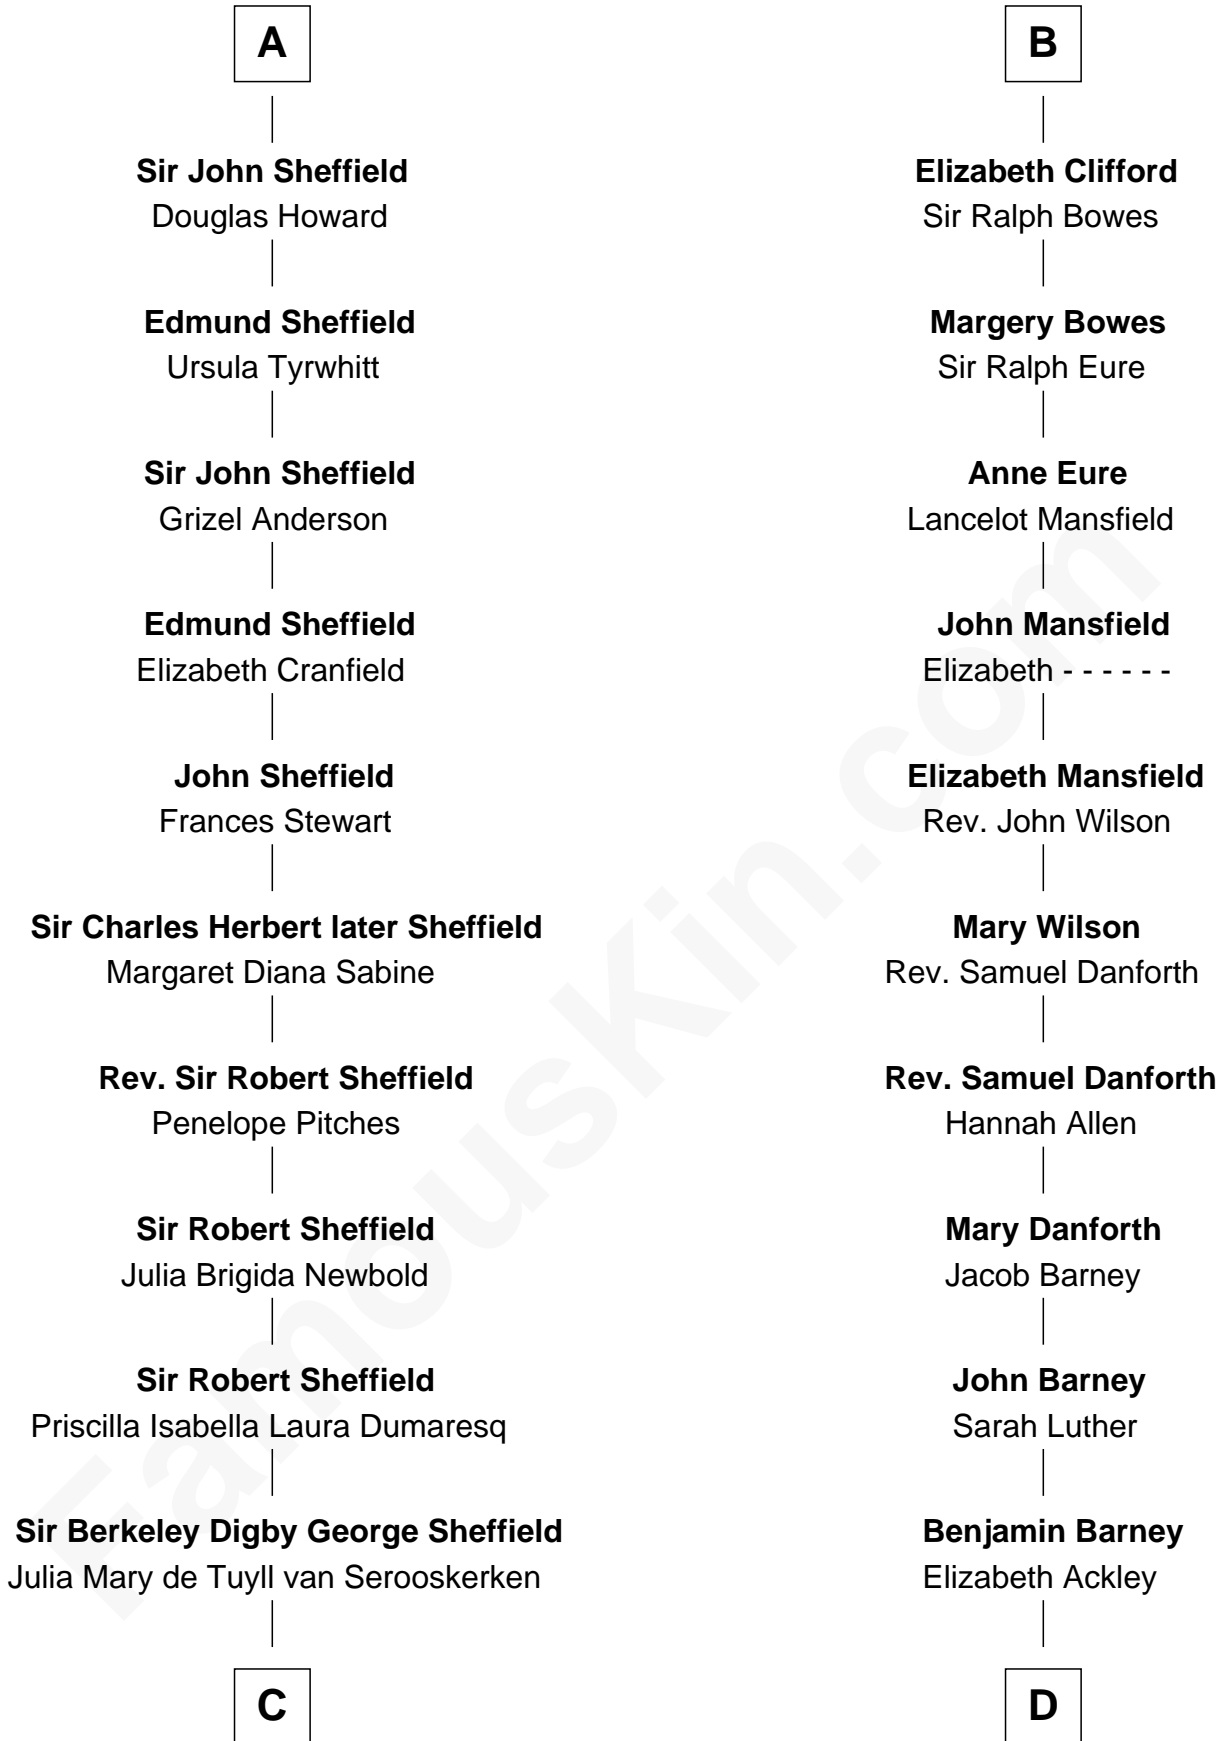 A
Sir John Sheffield
Douglas Howard
Edmund Sheffield
Ursula Tyrwhitt
Sir John Sheffield
Grizel Anderson
Edmund Sheffield
Elizabeth Cranfield
John Sheffield
Frances Stewart
Sir Charles Herbert later Sheffield
Margaret Diana Sabine
Rev. Sir Robert Sheffield
Penelope Pitches
Sir Robert Sheffield
Julia Brigida Newbold
Sir Robert Sheffield
Priscilla Isabella Laura Dumaresq
Sir Berkeley Digby George Sheffield
Julia Mary de Tuyll van Serooskerken
C
B
Elizabeth Clifford
Sir Ralph Bowes
Margery Bowes
Sir Ralph Eure
Anne Eure
Lancelot Mansfield
John Mansfield
Elizabeth - - - - - -
Elizabeth Mansfield
Rev. John Wilson
Mary Wilson
Rev. Samuel Danforth
Rev. Samuel Danforth
Hannah Allen
Mary Danforth
Jacob Barney
John Barney
Sarah Luther
Benjamin Barney
Elizabeth Ackley
D
FamousKin.com